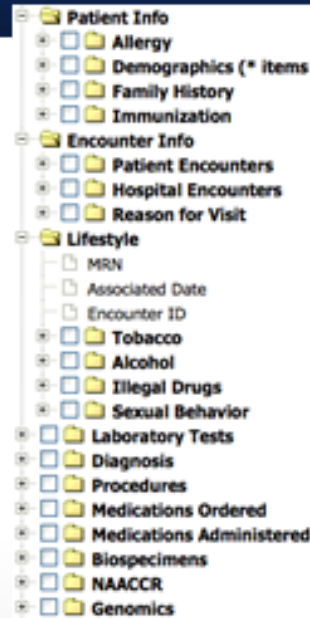 Patient Info
Allergy
Demographics (* items
Family History
Immunization
Encounter Info
Patient Encounters
Hospital Encounters
Reason for Visit
Lifestyle
MRN
Associated Date
Encounter ID
Tobacco
Alcohol
Illegal Drugs
Sexual Behavior
Laboratory Tests
Diagnosis
Procedures
Medications Ordered
Medications Administered
Biospecimens
NAACCR
Genomics